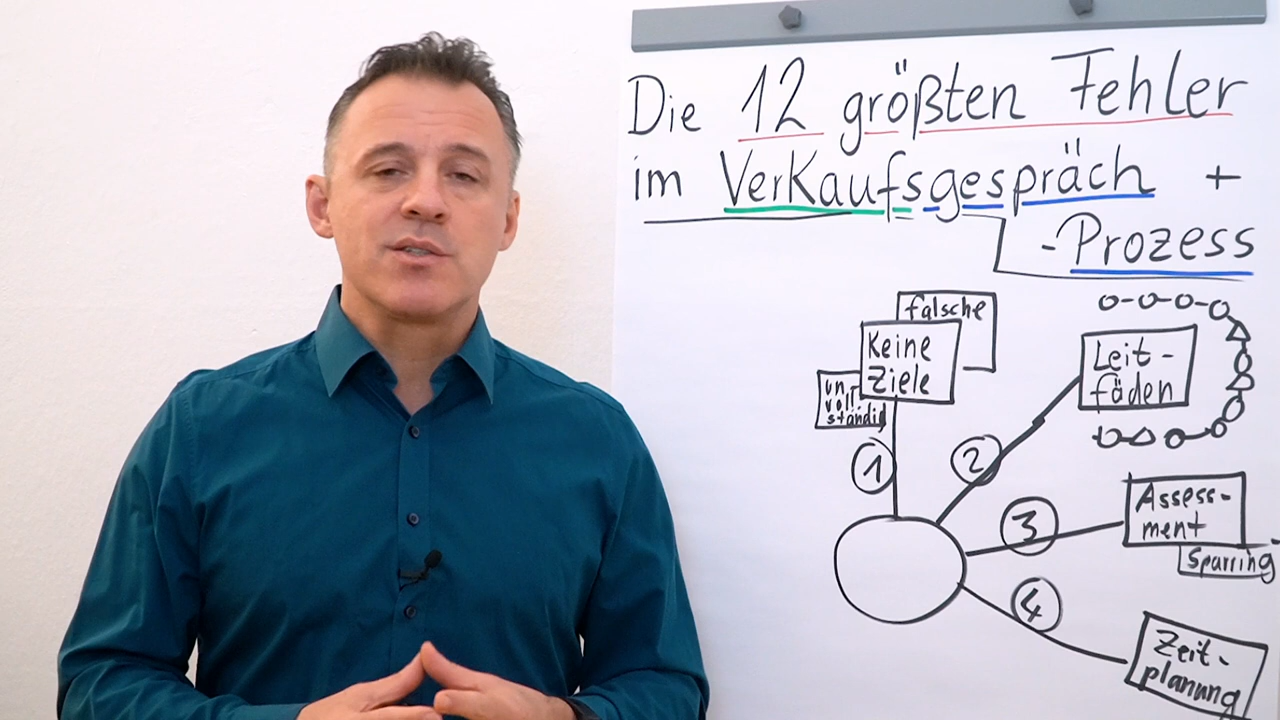 Die 12 größten Fehler
im Verkaufsgespräch +
-Prozess
falsche
Keine
Ziele
un
voll
ständig
1
Leit-
fäden
2
Assess-
ment
Sparring
3
4
Zeit-
planung